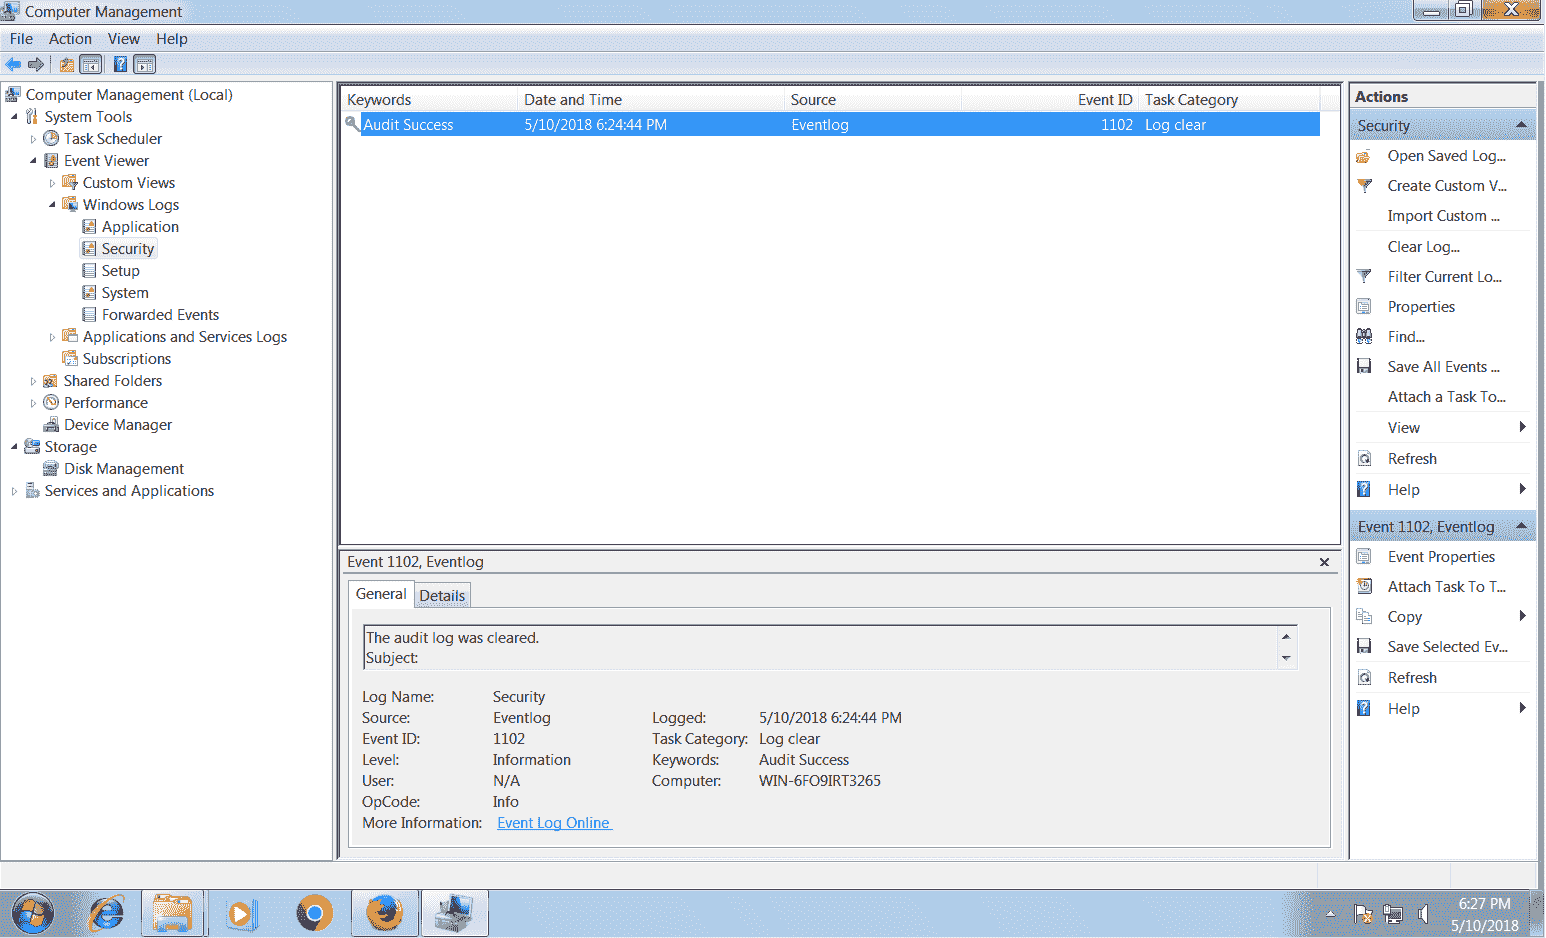 Computer Management
File Action View Help
Computer Management (Local)
System Tools
Task Scheduler
Event Viewer
Custom Views
Windows Logs
Application
Security
Setup
System
Forwarded Events
Applications and Services Logs
Subscriptions
Shared Folders
Performance
Device Manager
Storage
Disk Management
Services and Applications
Keywords Date and Time Source Event ID Task Category
Audit Success 5/10/2018 6:24:44 PM Eventlog 1102 Log clear
Event 1102, Eventlog
General Details
The audit log was cleared.
Subject:
Log Name: Security
Source: Eventlog Logged: 5/10/2018 6:24:44 PM
Event ID: 1102 Task Category: Log clear
Level: Information Keywords: Audit Success
User: N/A Computer: WIN-6FO9IRT3265
OpCode: Info
More Information: Event Log Online
Actions
Security
Open Saved Log...
Create Custom V...
Import Custom ...
Clear Log...
Filter Current Lo...
Properties
Find...
Save All Events ...
Attach a Task To...
View
Refresh
Help
Event 1102, Eventlog
Event Properties
Attach Task To T...
Copy
Save Selected Ev...
Refresh
Help
6:27 PM
5/10/2018